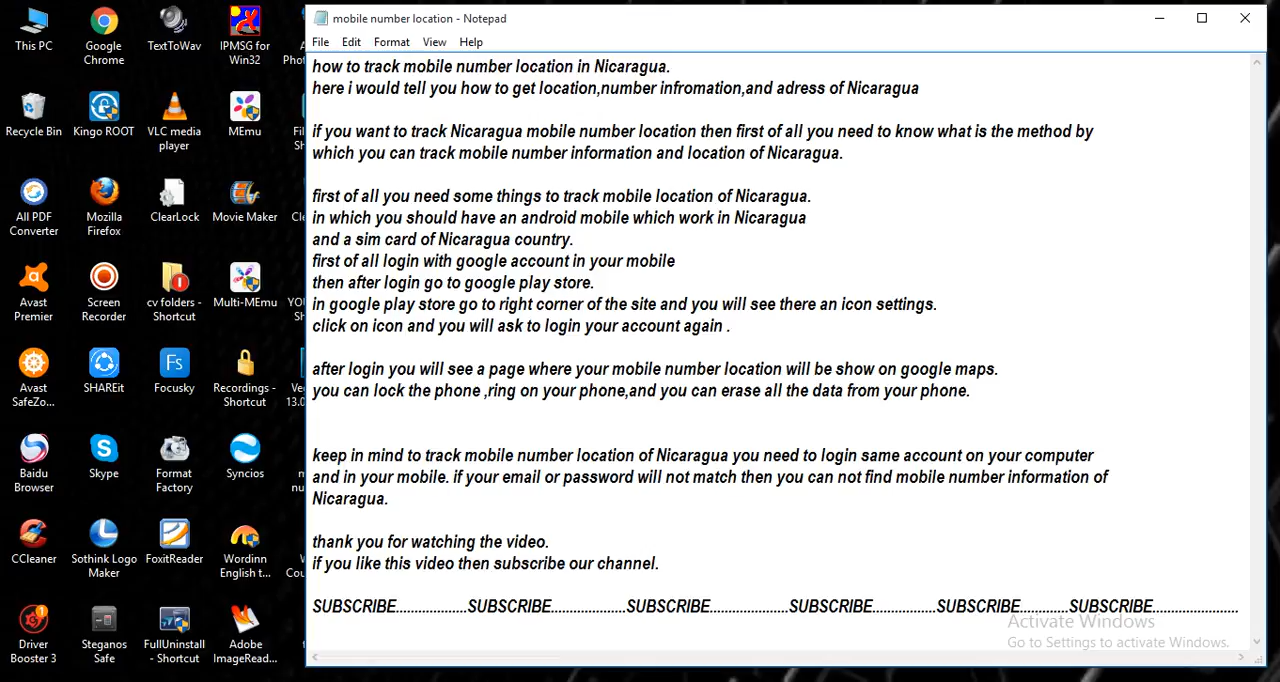 mobile number location - Notepad
File Edit Format View Help
how to track mobile number location in Nicaragua.
here i would tell you how to get location,number infromation,and adress of Nicaragua
if you want to track Nicaragua mobile number location then first of all you need to know what is the method by
which you can track mobile number information and location of Nicaragua.
first of all you need some things to track mobile location of Nicaragua.
in which you should have an android mobile which work in Nicaragua
and a sim card of Nicaragua country.
first of all login with google account in your mobile
then after login go to google play store.
in google play store go to right corner of the site and you will see there an icon settings.
click on icon and you will ask to login your account again .
after login you will see a page where your mobile number location will be show on google maps.
you can lock the phone ,ring on your phone,and you can erase all the data from your phone.
keep in mind to track mobile number location of Nicaragua you need to login same account on your computer
and in your mobile. if your email or password will not match then you can not find mobile number information of
Nicaragua.
thank you for watching the video.
if you like this video then subscribe our channel.
SUBSCRIBE...................SUBSCRIBE....................SUBSCRIBE.....................SUBSCRIBE.................SUBSCRIBE.............SUBSCRIBE.......................
Activate Windows
Go to Settings to activate Windows.
This PC
Google
Chrome
TextToWav
IPMSG for
Win32
Recycle Bin
Kingo ROOT
VLC media
player
MEmu
All PDF
Converter
Mozilla
Firefox
ClearLock
Movie Maker
Avast
Premier
Screen
Recorder
cv folders -
Shortcut
Multi-MEmu
Avast
SafeZo...
SHAREit
Fs
Focusky
Recordings -
Shortcut
Baidu
Browser
Skype
Format
Factory
Syncios
CCleaner
Sothink Logo
Maker
FoxitReader
Wordinn
English t...
Driver
Booster 3
Steganos
Safe
FullUninstall
- Shortcut
Adobe
ImageRead...